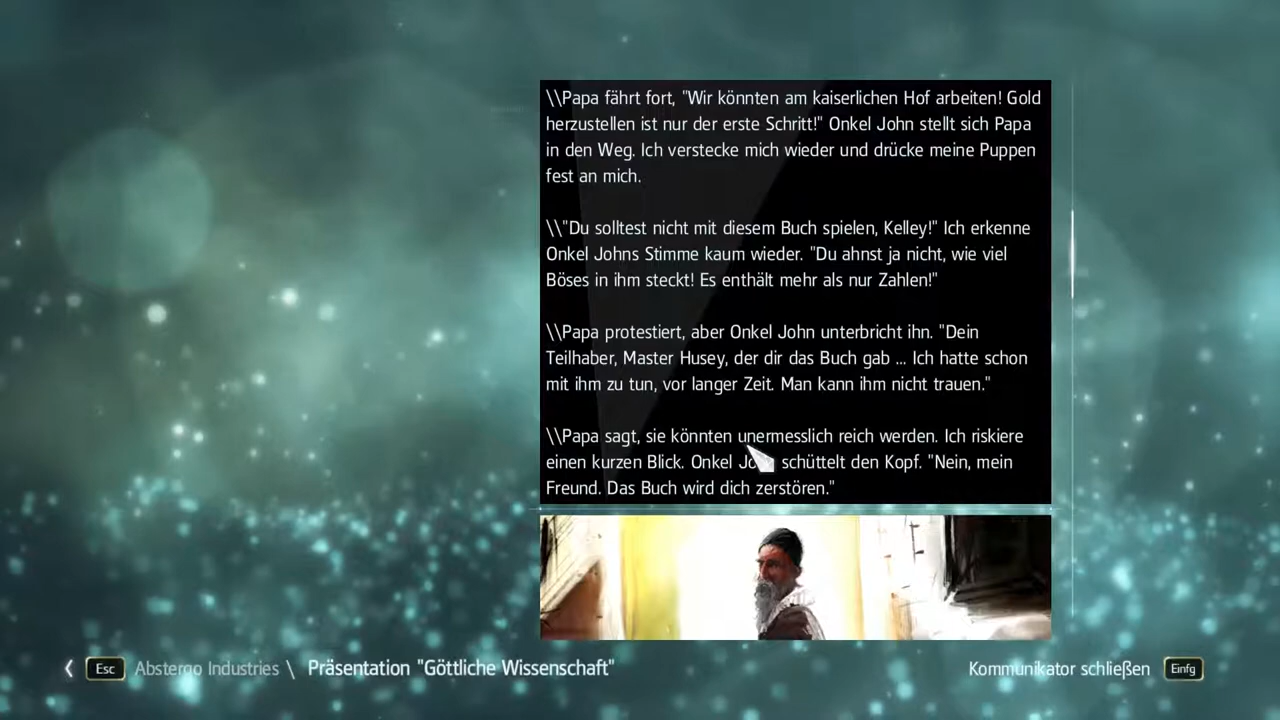 \\Papa fährt fort, "Wir könnten am kaiserlichen Hof arbeiten! Gold
herzustellen ist nur der erste Schritt!" Onkel John stellt sich Papa
in den Weg. Ich verstecke mich wieder und drücke meine Puppen
fest an mich.
\\"Du solltest nicht mit diesem Buch spielen, Kelley!" Ich erkenne
Onkel Johns Stimme kaum wieder. "Du ahnst ja nicht, wie viel
Böses in ihm steckt! Es enthält mehr als nur Zahlen!"
\\Papa protestiert, aber Onkel John unterbricht ihn. "Dein
Teilhaber, Master Husey, der dir das Buch gab ... Ich hatte schon
mit ihm zu tun, vor langer Zeit. Man kann ihm nicht trauen."
\\Papa sagt, sie könnten unermesslich reich werden. Ich riskiere
einen kurzen Blick. Onkel John schüttelt den Kopf. "Nein, mein
Freund. Das Buch wird dich zerstören."
Esc Abstergo Industries \ Präsentation "Göttliche Wissenschaft"
Kommunikator schließen Einfg